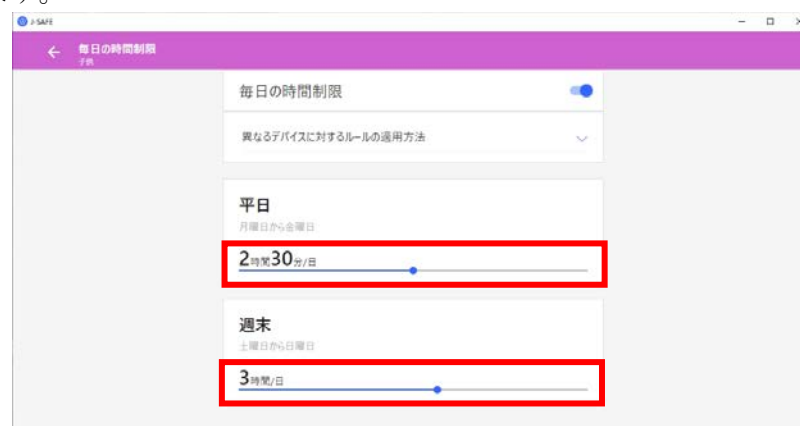 ます。
J-SAFE
毎日の時間制限
子供
毎日の時間制限
異なるデバイスに対するルールの適用方法
平日
月曜日から金曜日
2時間30分/日
週末
土曜日から日曜日
3時間/日